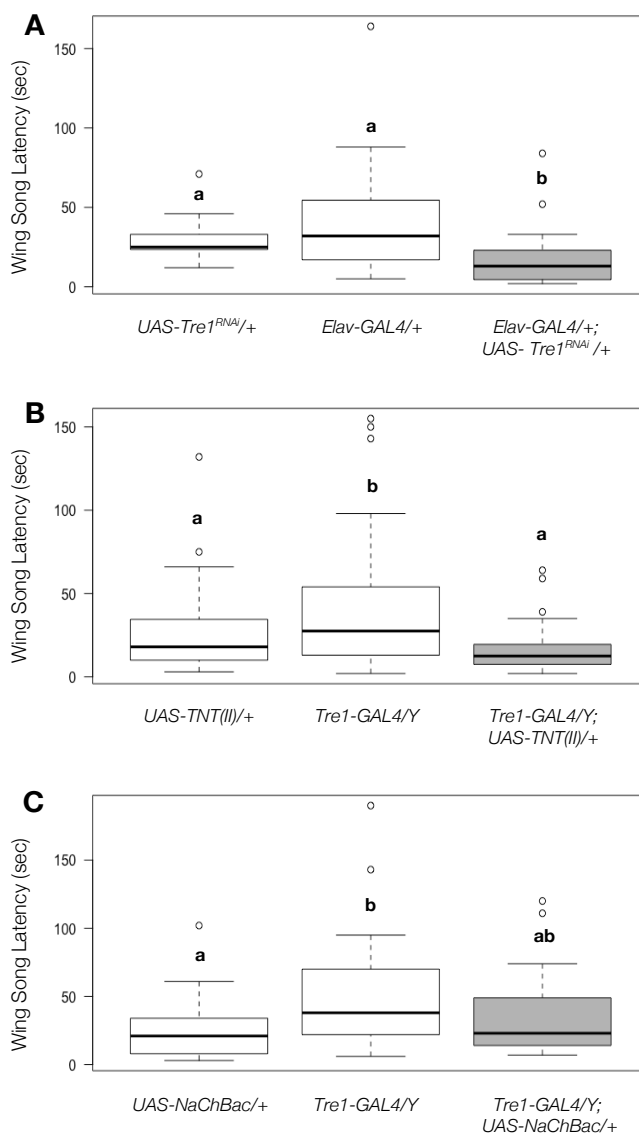 A
Wing Song Latency (sec)
150
100
50
0
a
a
b
UAS-Tre1RNAi/+
Elav-GAL4/+
Elav-GAL4/+;
UAS- Tre1RNAi /+
B
Wing Song Latency (sec)
150
100
50
0
a
b
a
UAS-TNT(II)/+
Tre1-GAL4/Y
Tre1-GAL4/Y;
UAS-TNT(II)/+
C
Wing Song Latency (sec)
150
100
50
0
a
b
ab
UAS-NaChBac/+
Tre1-GAL4/Y
Tre1-GAL4/Y;
UAS-NaChBac/+